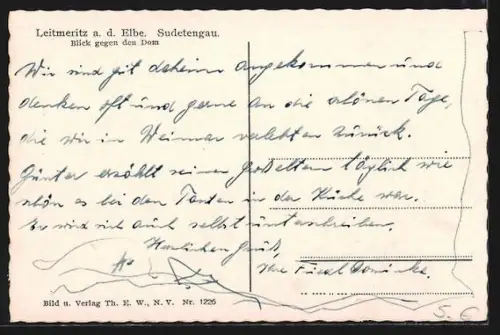 Leitmeritz a. d. Elbe. Sudetengau.
Blick gegen den Dom
Wir sind gut daheim angekommen und
denken oft und gerne an die schönen Tage,
die wir in Weimar verlebten zurück.
Günter erzählt seinen Großeltern täglich wie
schön es bei den Tanten in der Küche war.
Er wird sich auch selbst unterschreiben.
Herzlichen Gruß,
Ihre
Bild u. Verlag Th. E. W., N. V. Nr. 1226